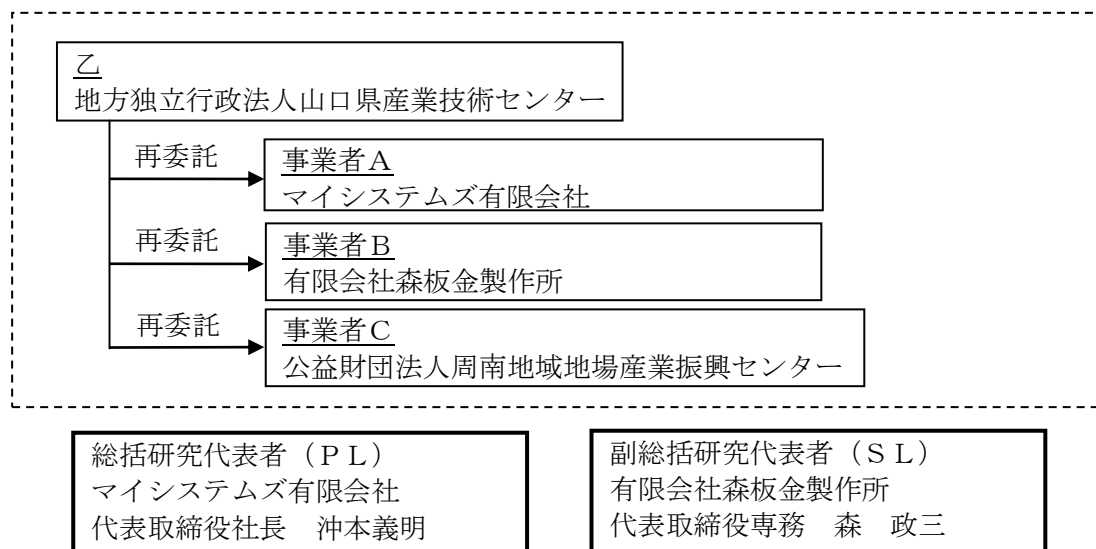 乙
地方独立行政法人山口県産業技術センター
再委託
事業者Ａ
マイシステムズ有限会社
再委託
事業者Ｂ
有限会社森板金製作所
再委託
事業者Ｃ
公益財団法人周南地域地場産業振興センター
総括研究代表者（ＰＬ）
マイシステムズ有限会社
代表取締役社長　沖本義明
副総括研究代表者（ＳＬ）
有限会社森板金製作所
代表取締役専務　森　政三